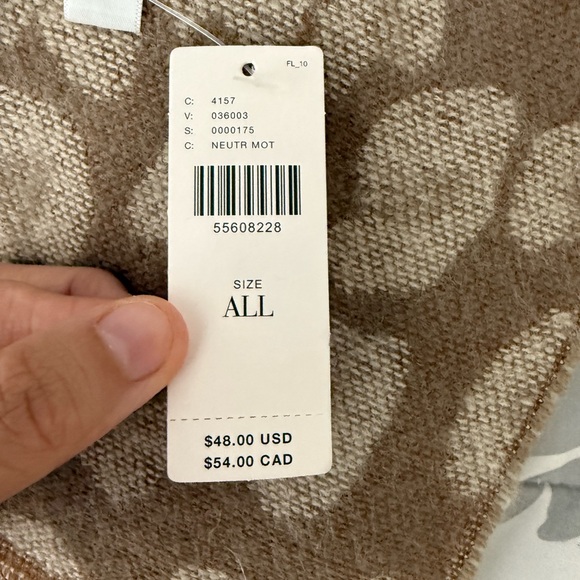 FL_10
C: 4157
V: 036003
S: 0000175
C: NEUTR MOT
55608228
SIZE
ALL
$48.00 USD
$54.00 CAD